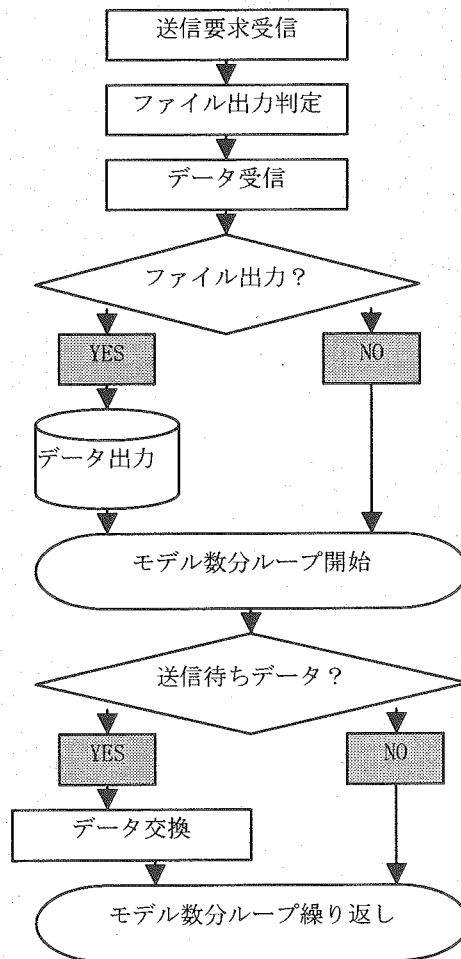 送信要求受信
ファイル出力判定
データ受信
ファイル出力？
YES
NO
データ出力
モデル数分ループ開始
送信待ちデータ？
YES
NO
データ交換
モデル数分ループ繰り返し